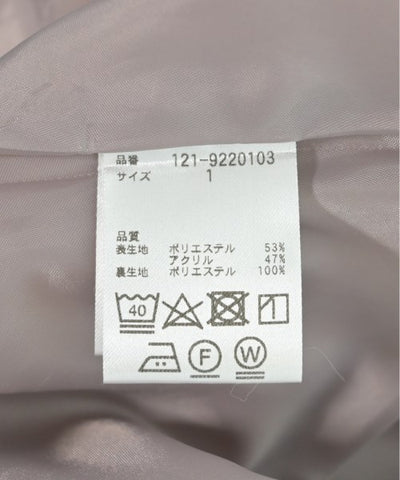 品番 121-9220103
サイズ 1
品質
表生地 ポリエステル 53%
アクリル 47%
裏生地 ポリエステル 100%
40
F W